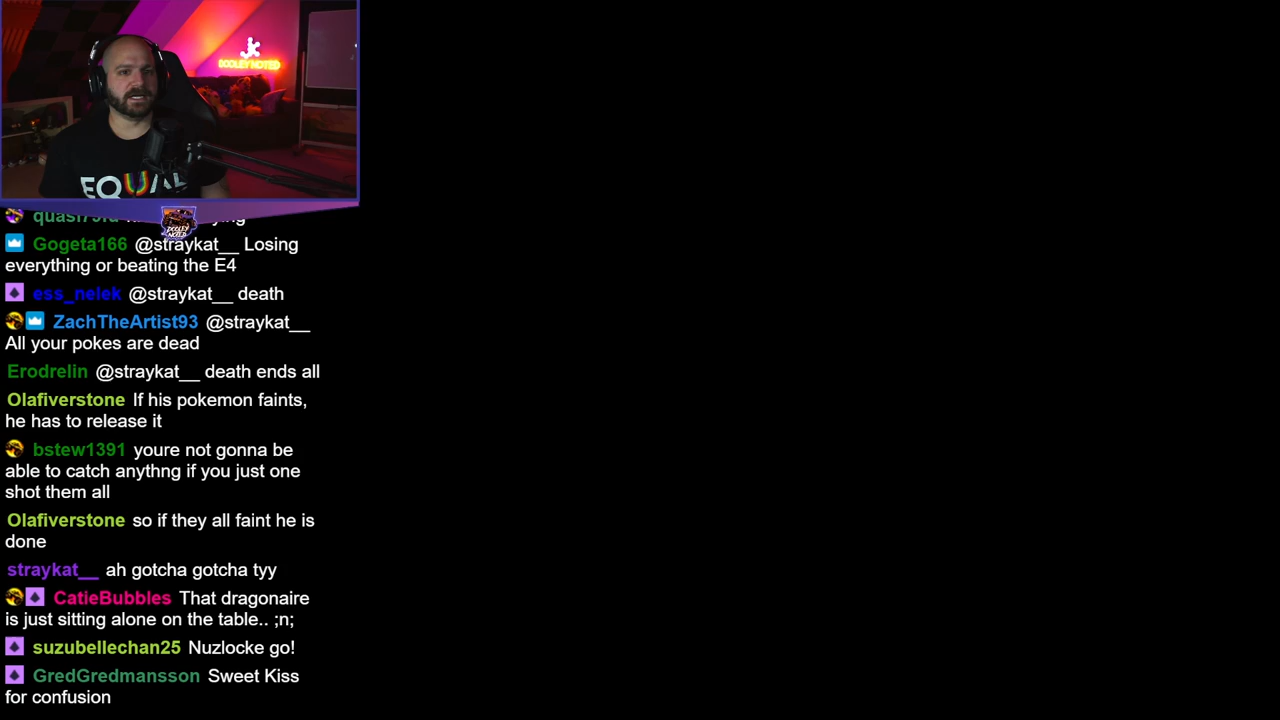 DOOLEY NOTED
EQUAL
DOOLEY
NOTED
Gogeta166 @straykat__ Losing
everything or beating the E4
ess_nelek @straykat__ death
ZachTheArtist93 @straykat__
All your pokes are dead
Erodrelin @straykat__ death ends all
Olafiverstone If his pokemon faints,
he has to release it
bstew1391 youre not gonna be
able to catch anythng if you just one
shot them all
Olafiverstone so if they all faint he is
done
straykat__ ah gotcha gotcha tyy
CatieBubbles That dragonaire
is just sitting alone on the table.. ;n;
suzubellechan25 Nuzlocke go!
GredGredmansson Sweet Kiss
for confusion